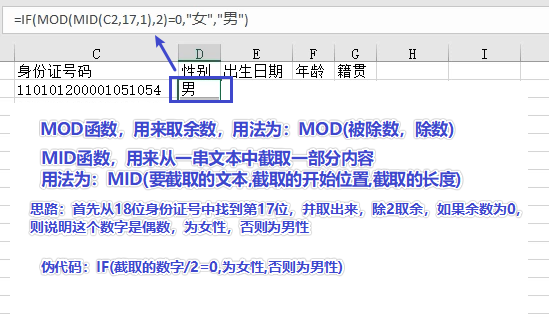 =IF(MOD(MID(C2,17,1),2)=0,"女","男")
C D E F G H I
身份证号码 性别 出生日期 年龄 籍贯
110101200001051054 男
MOD函数，用来取余数，用法为：MOD(被除数，除数)
MID函数，用来从一串文本中截取一部分内容
用法为：MID(要截取的文本,截取的开始位置,截取的长度)
思路：首先从18位身份证号中找到第17位，并取出来，除2取余，如果余数为0，
则说明这个数字是偶数，为女性，否则为男性
伪代码：IF(截取的数字/2=0,为女性,否则为男性)